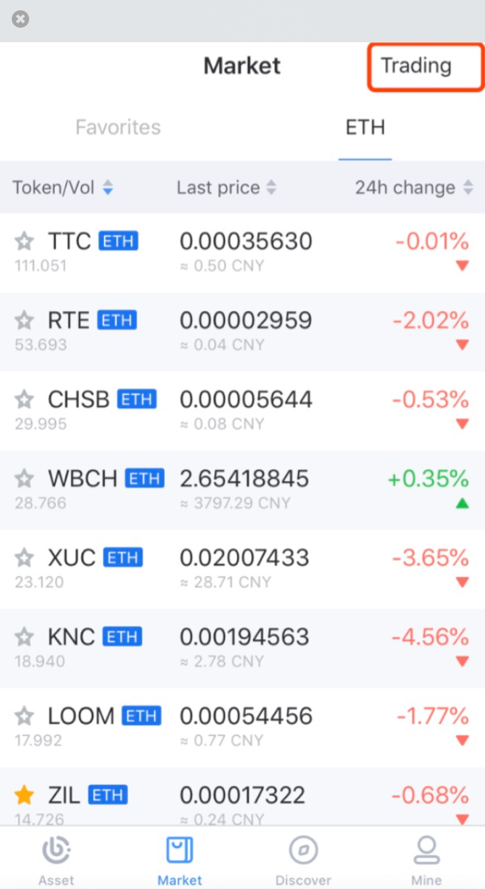 Market Trading
Favorites ETH
Token/Vol Last price 24h change
TTC ETH 0.00035630 -0.01%
111.051 ≈ 0.50 CNY
RTE ETH 0.00002959 -2.02%
53.693 ≈ 0.04 CNY
CHSB ETH 0.00005644 -0.53%
29.995 ≈ 0.08 CNY
WBCH ETH 2.65418845 +0.35%
28.766 ≈ 3797.29 CNY
XUC ETH 0.02007433 -3.65%
23.120 ≈ 28.71 CNY
KNC ETH 0.00194563 -4.56%
18.940 ≈ 2.78 CNY
LOOM ETH 0.00054456 -1.77%
17.992 ≈ 0.77 CNY
ZIL ETH 0.00017322 -0.68%
14.726 ≈ 0.24 CNY
Asset Market Discover Mine